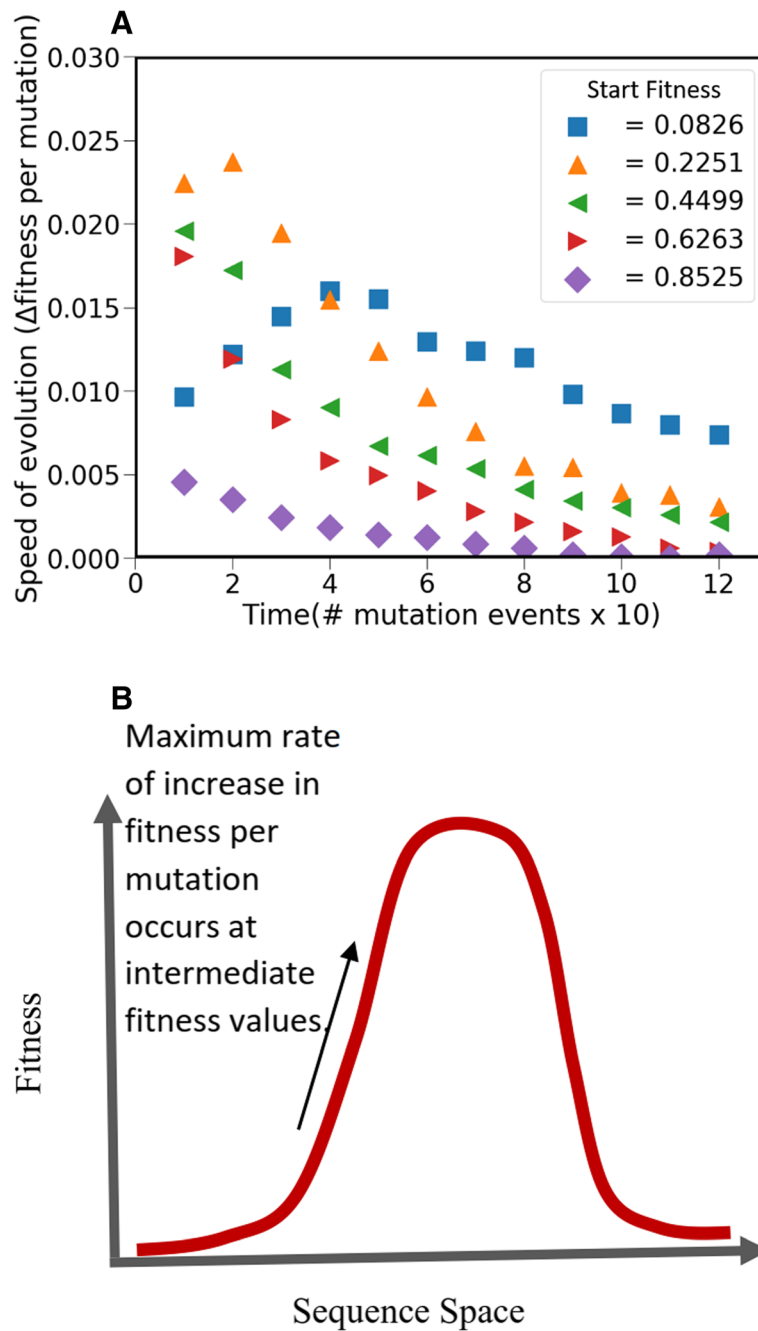 A
Speed of evolution (Δfitness per mutation)
0.030
0.025
0.020
0.015
0.010
0.005
0.000
Start Fitness
= 0.0826
= 0.2251
= 0.4499
= 0.6263
= 0.8525
0 2 4 6 8 10 12
Time(# mutation events x 10)
B
Maximum rate
of increase in
fitness per
mutation
occurs at
intermediate
fitness values.
Fitness
Sequence Space